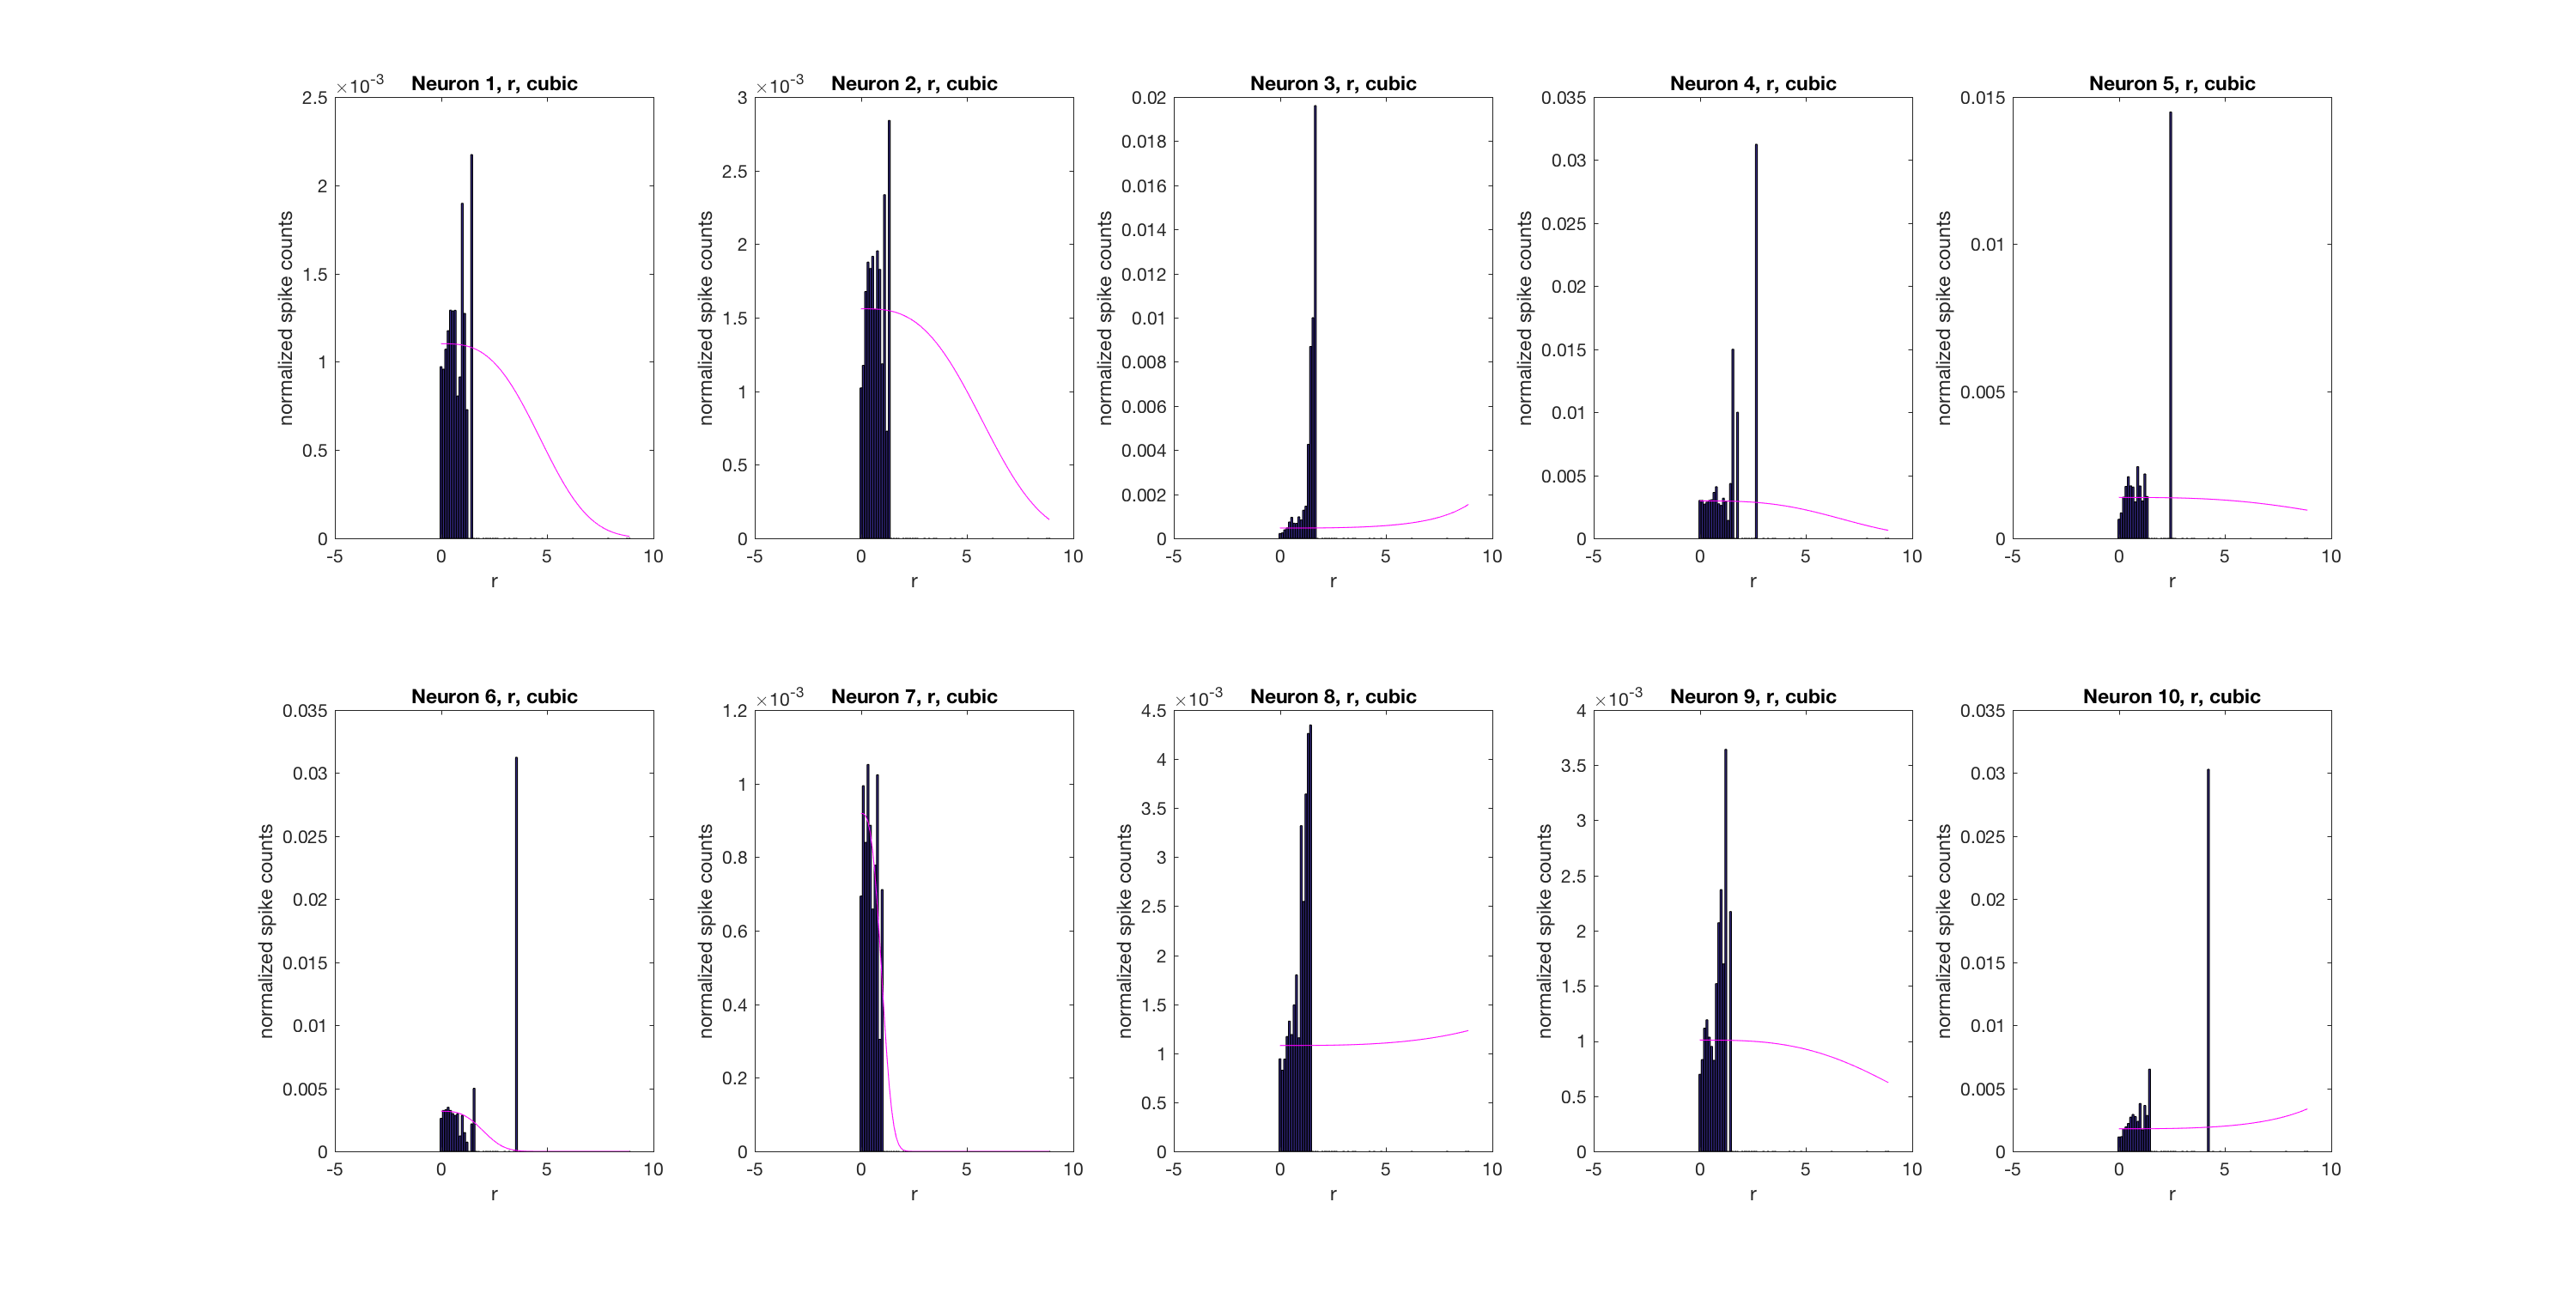 Neuron 1, r, cubic
×10-3
2.5
2
1.5
1
0.5
0
-5 0 5 10
r
normalized spike counts
Neuron 2, r, cubic
×10-3
3
2.5
2
1.5
1
0.5
0
-5 0 5 10
r
normalized spike counts
Neuron 3, r, cubic
0.02
0.018
0.016
0.014
0.012
0.01
0.008
0.006
0.004
0.002
0
-5 0 5 10
r
normalized spike counts
Neuron 4, r, cubic
0.035
0.03
0.025
0.02
0.015
0.01
0.005
0
-5 0 5 10
r
normalized spike counts
Neuron 5, r, cubic
0.015
0.01
0.005
0
-5 0 5 10
r
normalized spike counts
Neuron 6, r, cubic
0.035
0.03
0.025
0.02
0.015
0.01
0.005
0
-5 0 5 10
r
normalized spike counts
Neuron 7, r, cubic
×10-3
1.2
1
0.8
0.6
0.4
0.2
0
-5 0 5 10
r
normalized spike counts
Neuron 8, r, cubic
×10-3
4.5
4
3.5
3
2.5
2
1.5
1
0.5
0
-5 0 5 10
r
normalized spike counts
Neuron 9, r, cubic
×10-3
4
3.5
3
2.5
2
1.5
1
0.5
0
-5 0 5 10
r
normalized spike counts
Neuron 10, r, cubic
0.035
0.03
0.025
0.02
0.015
0.01
0.005
0
-5 0 5 10
r
normalized spike counts